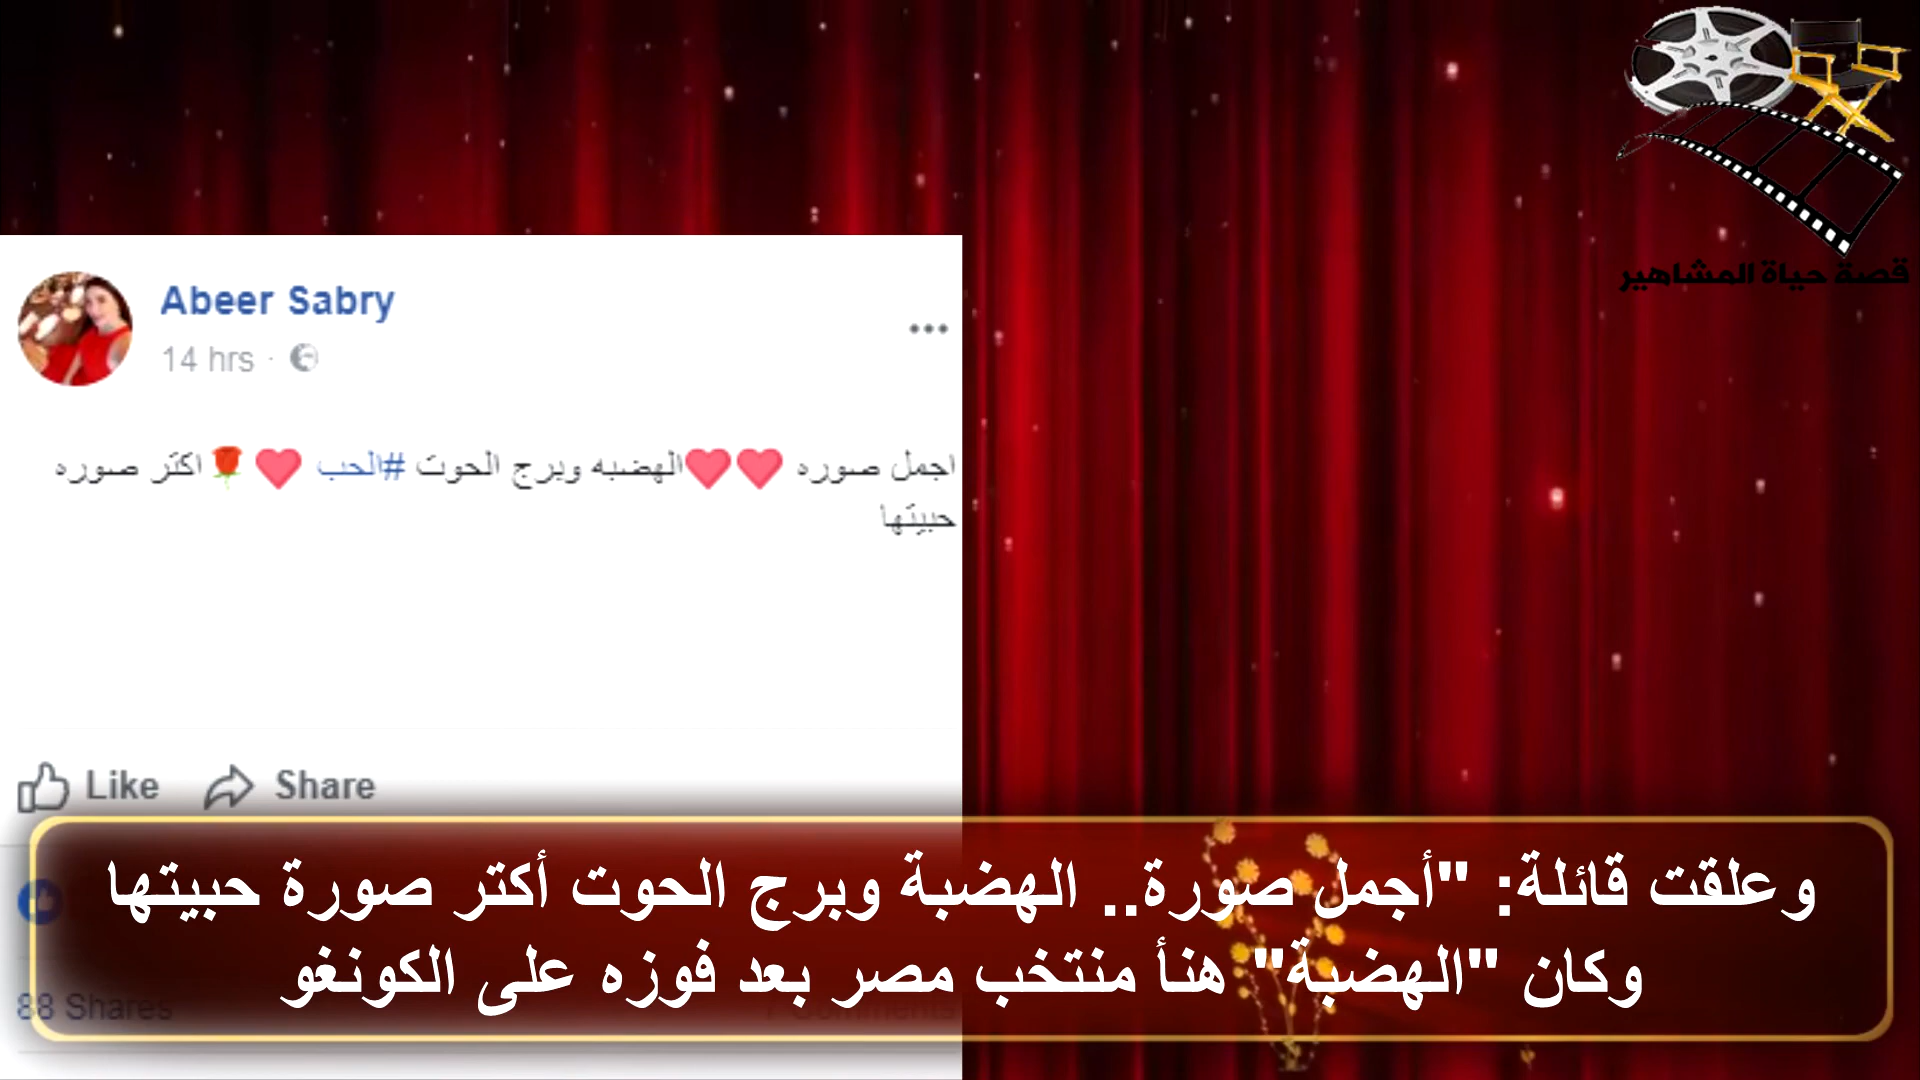 قصة حياة المشاهير
Abeer Sabry
14 hrs ·
اجمل صوره ❤❤الهضبه وبرج الحوت #الحب ❤🌹اكتر صوره
حبيتها
Like Share
وعلقت قائلة: "أجمل صورة.. الهضبة وبرج الحوت أكتر صورة حبيتها
وكان "الهضبة" هنأ منتخب مصر بعد فوزه على الكونغو
88 Shares 7 Comments